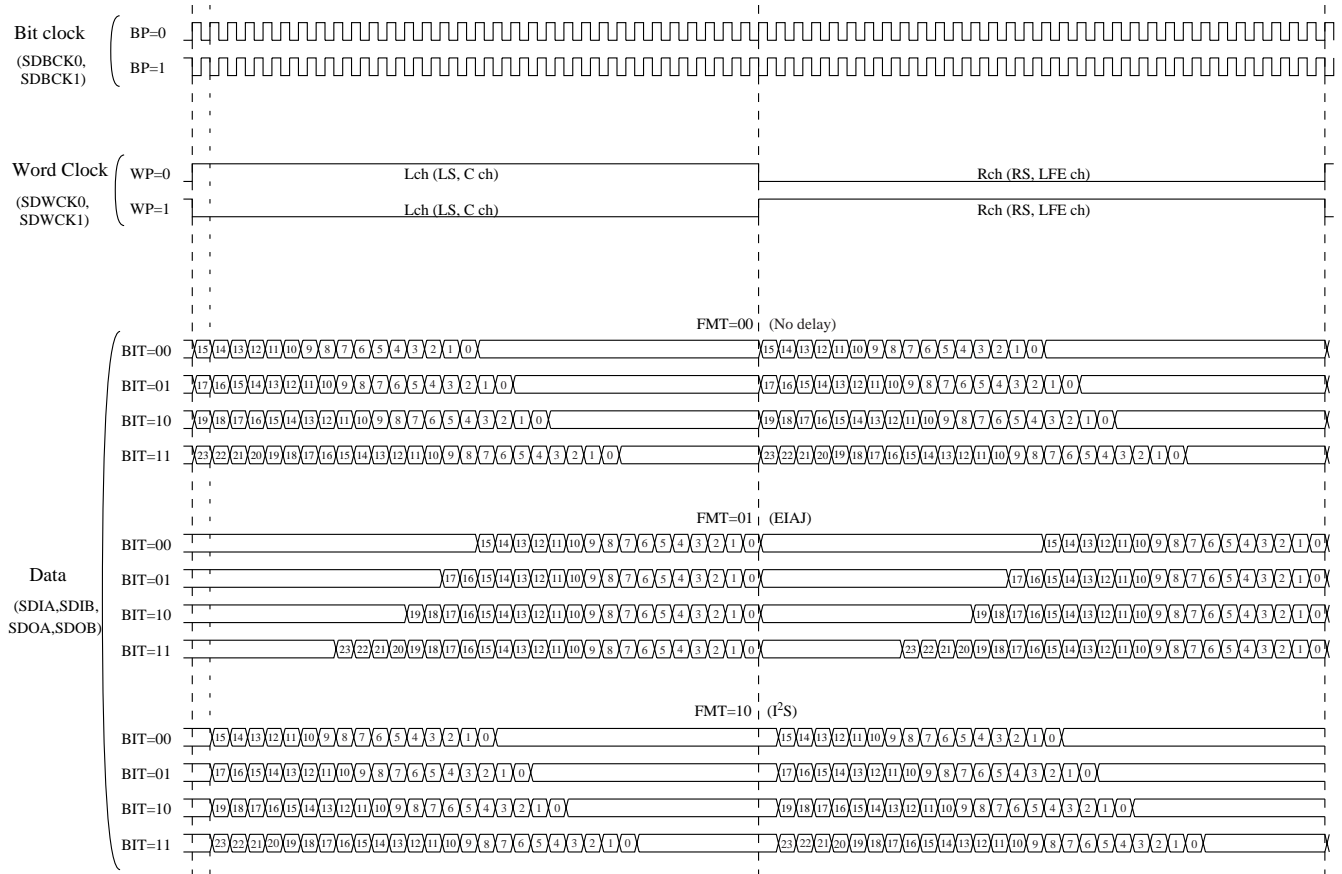 Bit clock
(SDBCK0,
SDBCK1)
BP=0
BP=1
Word Clock
(SDWCK0,
SDWCK1)
WP=0 Lch (LS, C ch) Rch (RS, LFE ch)
WP=1 Lch (LS, C ch) Rch (RS, LFE ch)
Data
(SDIA,SDIB,
SDOA,SDOB)
FMT=00 (No delay)
BIT=00 15 14 13 12 11 10 9 8 7 6 5 4 3 2 1 0 15 14 13 12 11 10 9 8 7 6 5 4 3 2 1 0
BIT=01 17 16 15 14 13 12 11 10 9 8 7 6 5 4 3 2 1 0 17 16 15 14 13 12 11 10 9 8 7 6 5 4 3 2 1 0
BIT=10 19 18 17 16 15 14 13 12 11 10 9 8 7 6 5 4 3 2 1 0 19 18 17 16 15 14 13 12 11 10 9 8 7 6 5 4 3 2 1 0
BIT=11 23 22 21 20 19 18 17 16 15 14 13 12 11 10 9 8 7 6 5 4 3 2 1 0 23 22 21 20 19 18 17 16 15 14 13 12 11 10 9 8 7 6 5 4 3 2 1 0
FMT=01 (EIAJ)
BIT=00 15 14 13 12 11 10 9 8 7 6 5 4 3 2 1 0 15 14 13 12 11 10 9 8 7 6 5 4 3 2 1 0
BIT=01 17 16 15 14 13 12 11 10 9 8 7 6 5 4 3 2 1 0 17 16 15 14 13 12 11 10 9 8 7 6 5 4 3 2 1 0
BIT=10 19 18 17 16 15 14 13 12 11 10 9 8 7 6 5 4 3 2 1 0 19 18 17 16 15 14 13 12 11 10 9 8 7 6 5 4 3 2 1 0
BIT=11 23 22 21 20 19 18 17 16 15 14 13 12 11 10 9 8 7 6 5 4 3 2 1 0 23 22 21 20 19 18 17 16 15 14 13 12 11 10 9 8 7 6 5 4 3 2 1 0
FMT=10 (I²S)
BIT=00 15 14 13 12 11 10 9 8 7 6 5 4 3 2 1 0 15 14 13 12 11 10 9 8 7 6 5 4 3 2 1 0
BIT=01 17 16 15 14 13 12 11 10 9 8 7 6 5 4 3 2 1 0 17 16 15 14 13 12 11 10 9 8 7 6 5 4 3 2 1 0
BIT=10 19 18 17 16 15 14 13 12 11 10 9 8 7 6 5 4 3 2 1 0 19 18 17 16 15 14 13 12 11 10 9 8 7 6 5 4 3 2 1 0
BIT=11 23 22 21 20 19 18 17 16 15 14 13 12 11 10 9 8 7 6 5 4 3 2 1 0 23 22 21 20 19 18 17 16 15 14 13 12 11 10 9 8 7 6 5 4 3 2 1 0